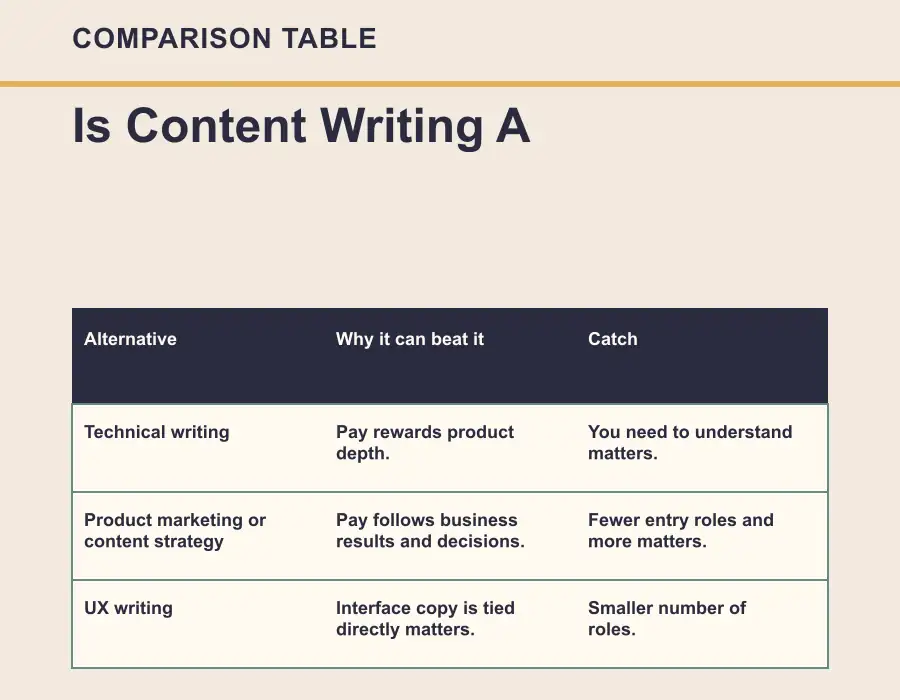 COMPARISON TABLE
Is Content Writing A
Alternative
Why it can beat it
Catch
Technical writing
Pay rewards product
depth.
You need to understand
matters.
Product marketing or
content strategy
Pay follows business
results and decisions.
Fewer entry roles and
more matters.
UX writing
Interface copy is tied
directly matters.
Smaller number of
roles.